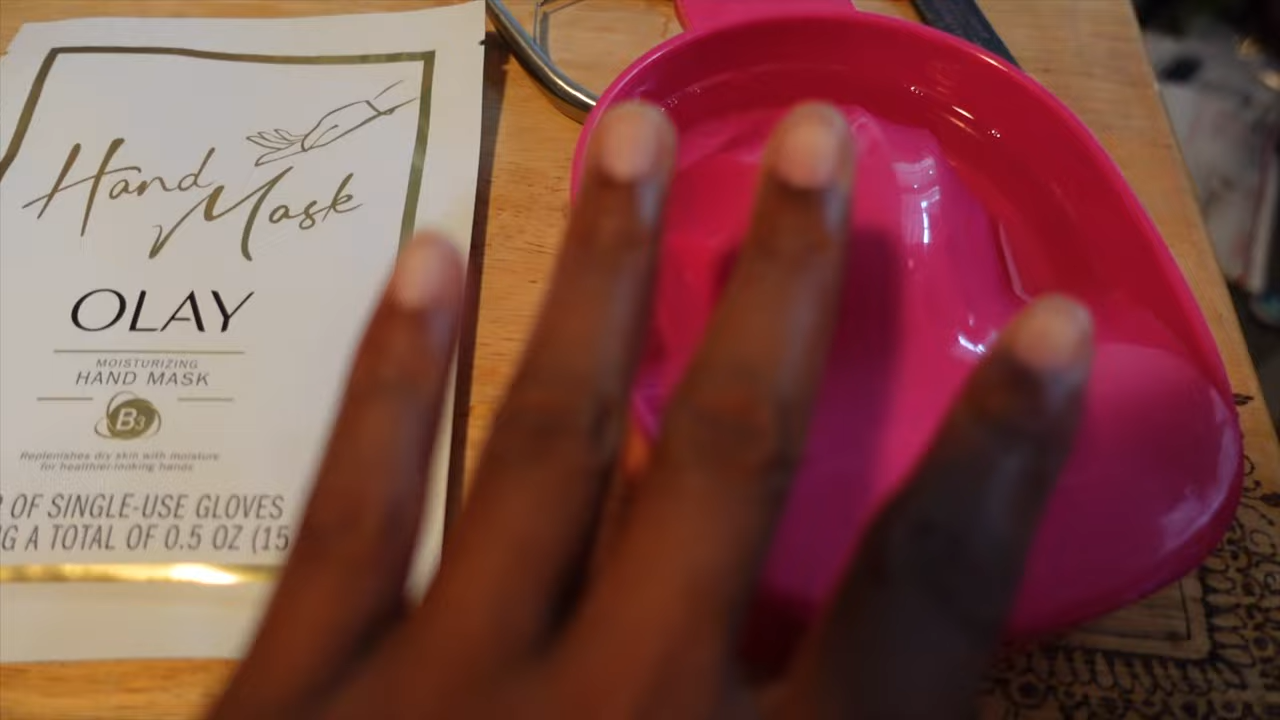 Hand
Mask
OLAY
MOISTURIZING
HAND MASK
B3
Replenishes dry skin with moisture
for healthier-looking hands
OF SINGLE-USE GLOVES
A TOTAL OF 0.5 OZ (15